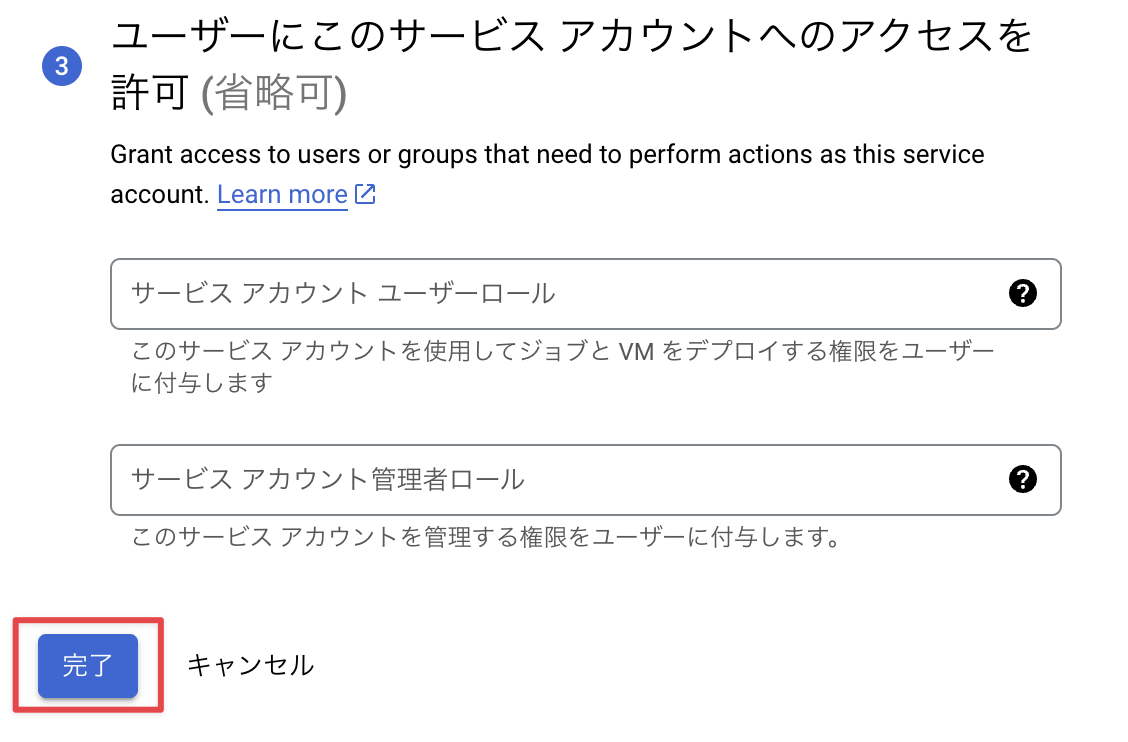 3
ユーザーにこのサービス アカウントへのアクセスを
許可 (省略可)
Grant access to users or groups that need to perform actions as this service
account. Learn more
サービス アカウント ユーザーロール
?
このサービス アカウントを使用してジョブと VM をデプロイする権限をユーザー
に付与します
サービス アカウント管理者ロール
?
このサービス アカウントを管理する権限をユーザーに付与します。
完了
キャンセル